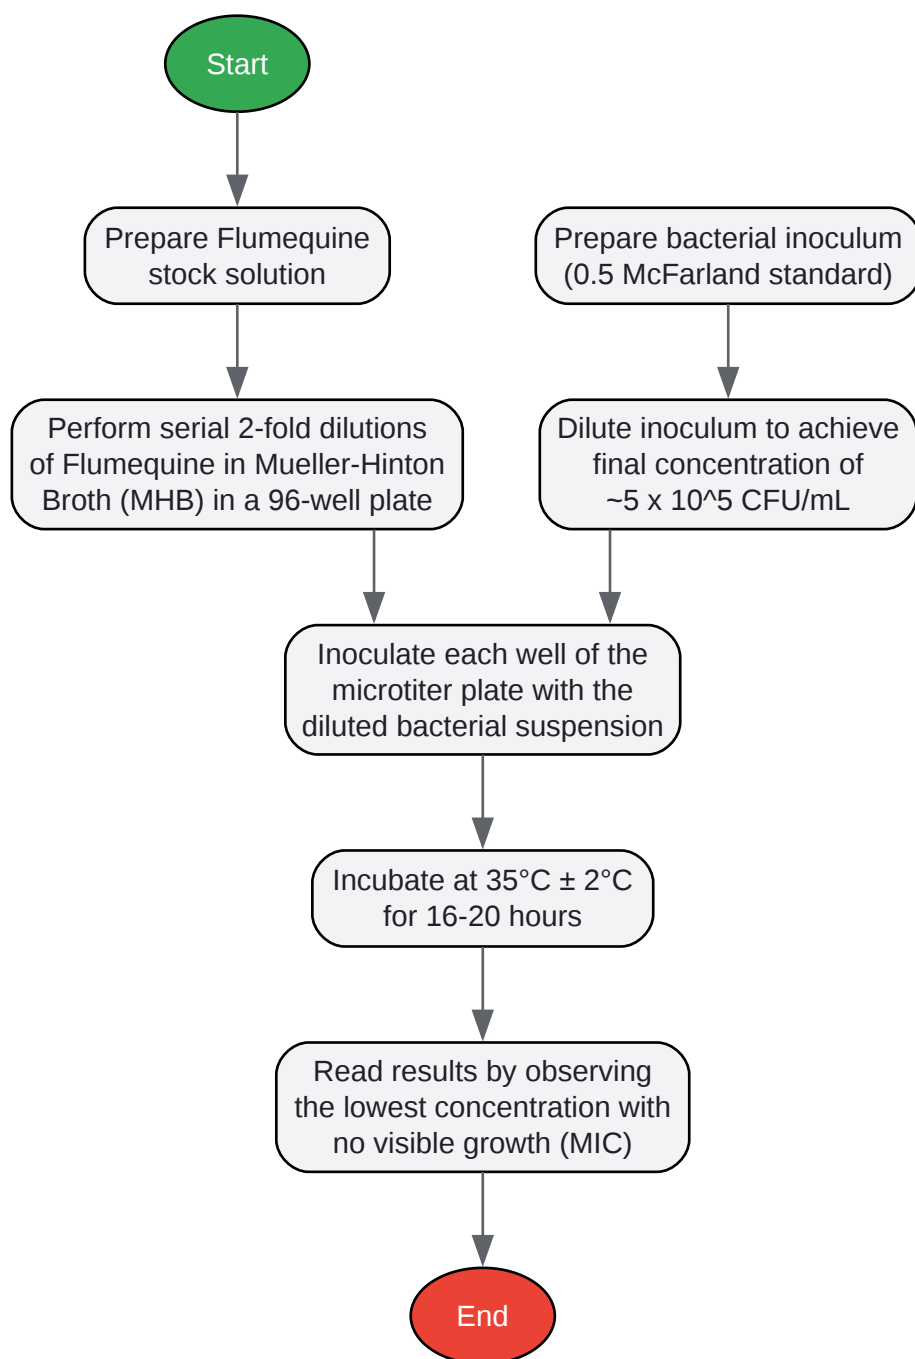 Start
Prepare Flumequine
stock solution
Prepare bacterial inoculum
(0.5 McFarland standard)
Perform serial 2-fold dilutions
of Flumequine in Mueller-Hinton
Broth (MHB) in a 96-well plate
Dilute inoculum to achieve
final concentration of
~5 x 10^5 CFU/mL
Inoculate each well of the
microtiter plate with the
diluted bacterial suspension
Incubate at 35°C ± 2°C
for 16-20 hours
Read results by observing
the lowest concentration with
no visible growth (MIC)
End